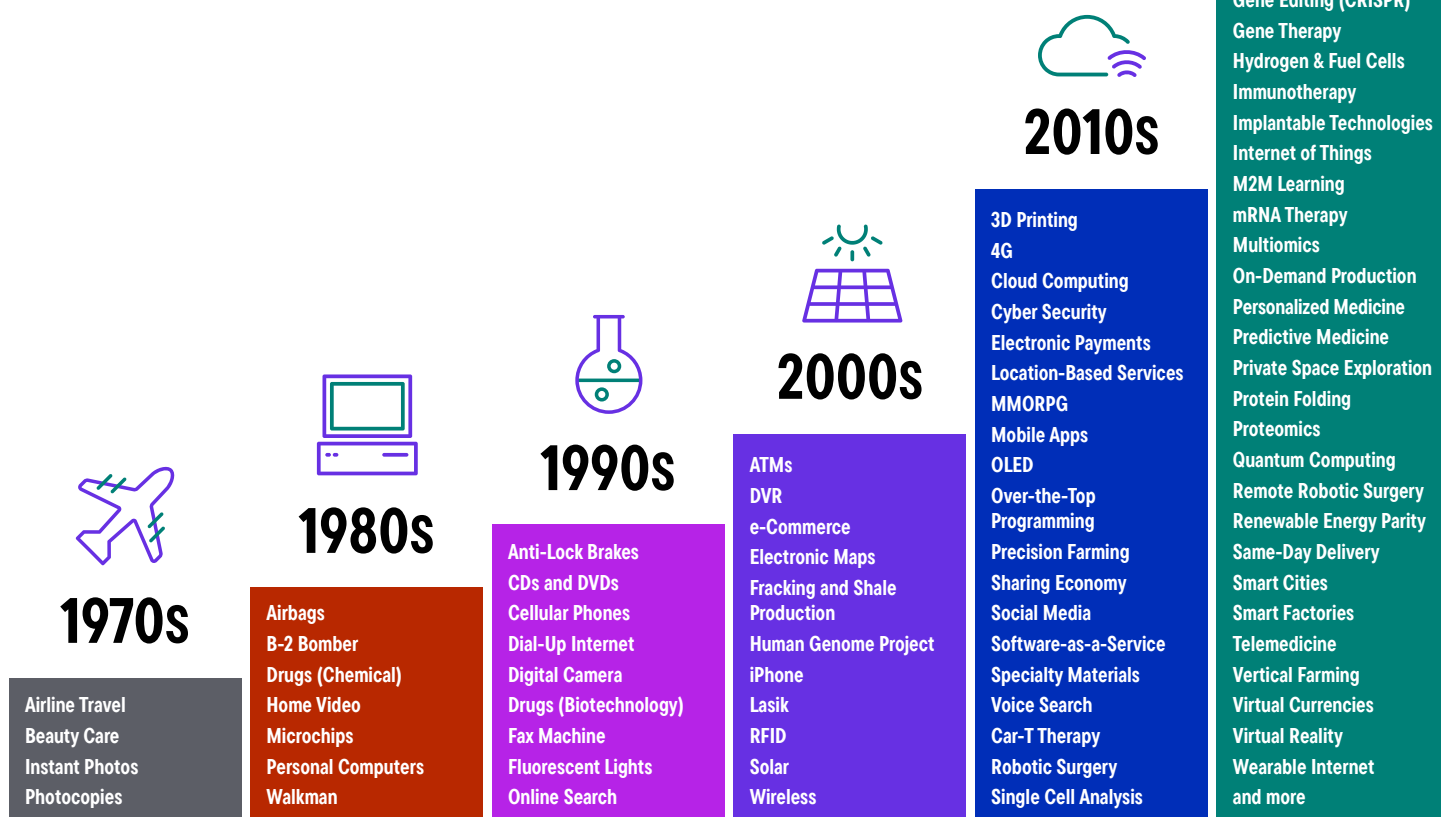 1970s
Airline Travel
Beauty Care
Instant Photos
Photocopies
1980s
Airbags
B-2 Bomber
Drugs (Chemical)
Home Video
Microchips
Personal Computers
Walkman
1990s
Anti-Lock Brakes
CDs and DVDs
Cellular Phones
Dial-Up Internet
Digital Camera
Drugs (Biotechnology)
Fax Machine
Fluorescent Lights
Online Search
2000s
ATMs
DVR
e-Commerce
Electronic Maps
Fracking and Shale
Production
Human Genome Project
iPhone
Lasik
RFID
Solar
Wireless
2010s
3D Printing
4G
Cloud Computing
Cyber Security
Electronic Payments
Location-Based Services
MMORPG
Mobile Apps
OLED
Over-the-Top
Programming
Precision Farming
Sharing Economy
Social Media
Software-as-a-Service
Specialty Materials
Voice Search
Car-T Therapy
Robotic Surgery
Single Cell Analysis
Gene Editing (CRISPR)
Gene Therapy
Hydrogen & Fuel Cells
Immunotherapy
Implantable Technologies
Internet of Things
M2M Learning
mRNA Therapy
Multiomics
On-Demand Production
Personalized Medicine
Predictive Medicine
Private Space Exploration
Protein Folding
Proteomics
Quantum Computing
Remote Robotic Surgery
Renewable Energy Parity
Same-Day Delivery
Smart Cities
Smart Factories
Telemedicine
Vertical Farming
Virtual Currencies
Virtual Reality
Wearable Internet
and more